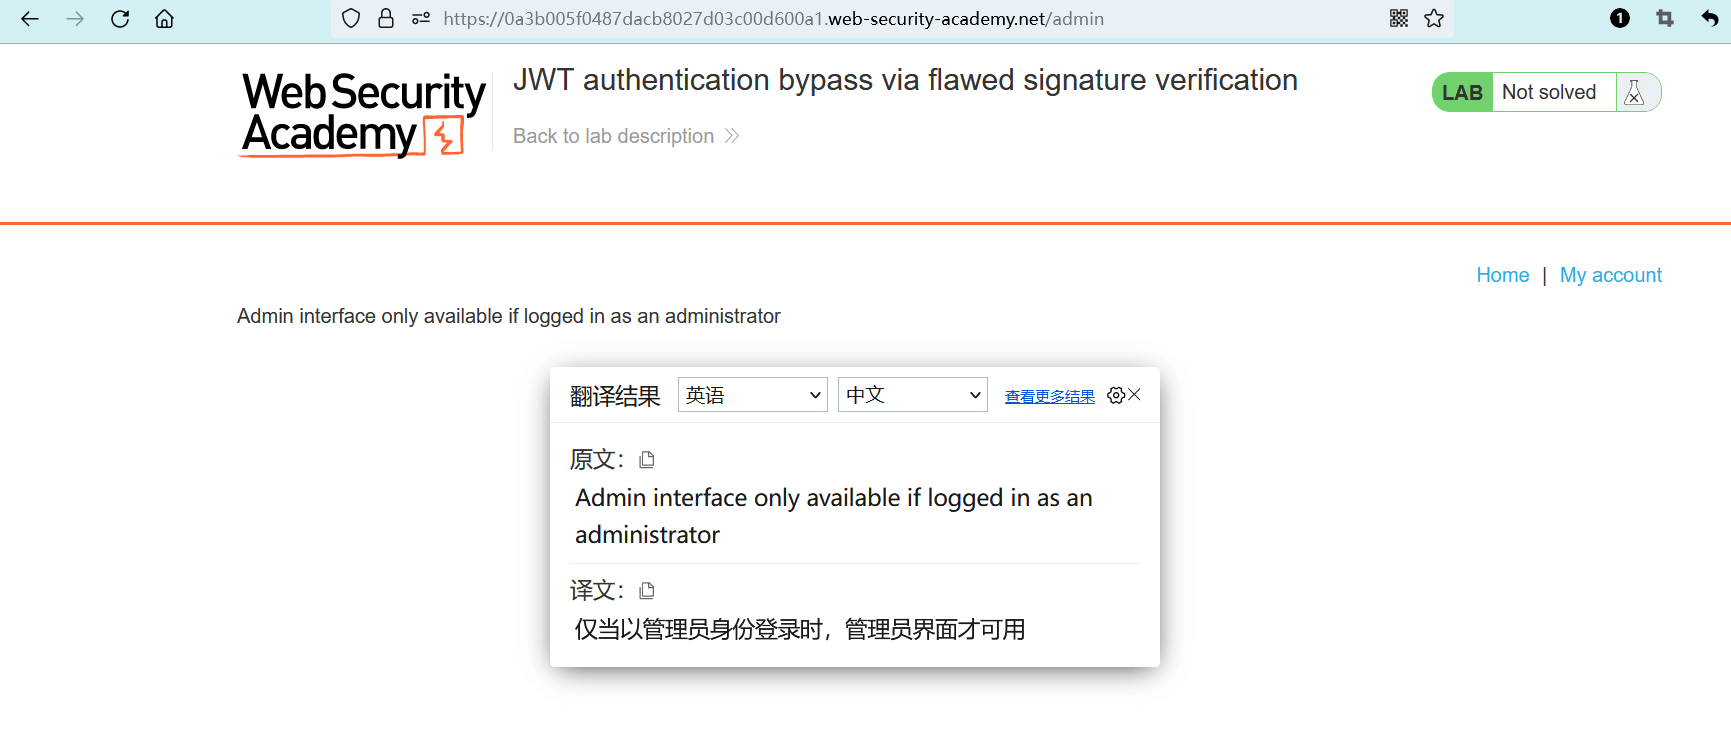 https://0a3b005f0487dacb8027d03c00d600a1.web-security-academy.net/admin
1
Web Security
Academy
JWT authentication bypass via flawed signature verification
Back to lab description
LAB
Not solved
Home | My account
Admin interface only available if logged in as an administrator
翻译结果
英语
中文
查看更多结果
原文：
Admin interface only available if logged in as an
administrator
译文：
仅当以管理员身份登录时，管理员界面才可用